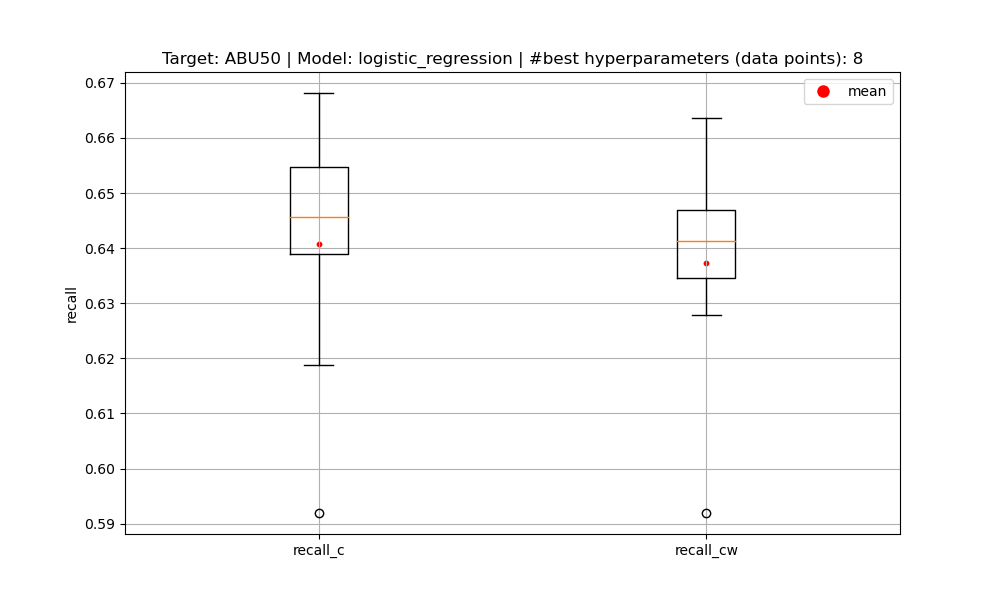 Target: ABU50 | Model: logistic_regression | #best hyperparameters (data points): 8
mean
recall
0.67
0.66
0.65
0.64
0.63
0.62
0.61
0.60
0.59
recall_c
recall_cw